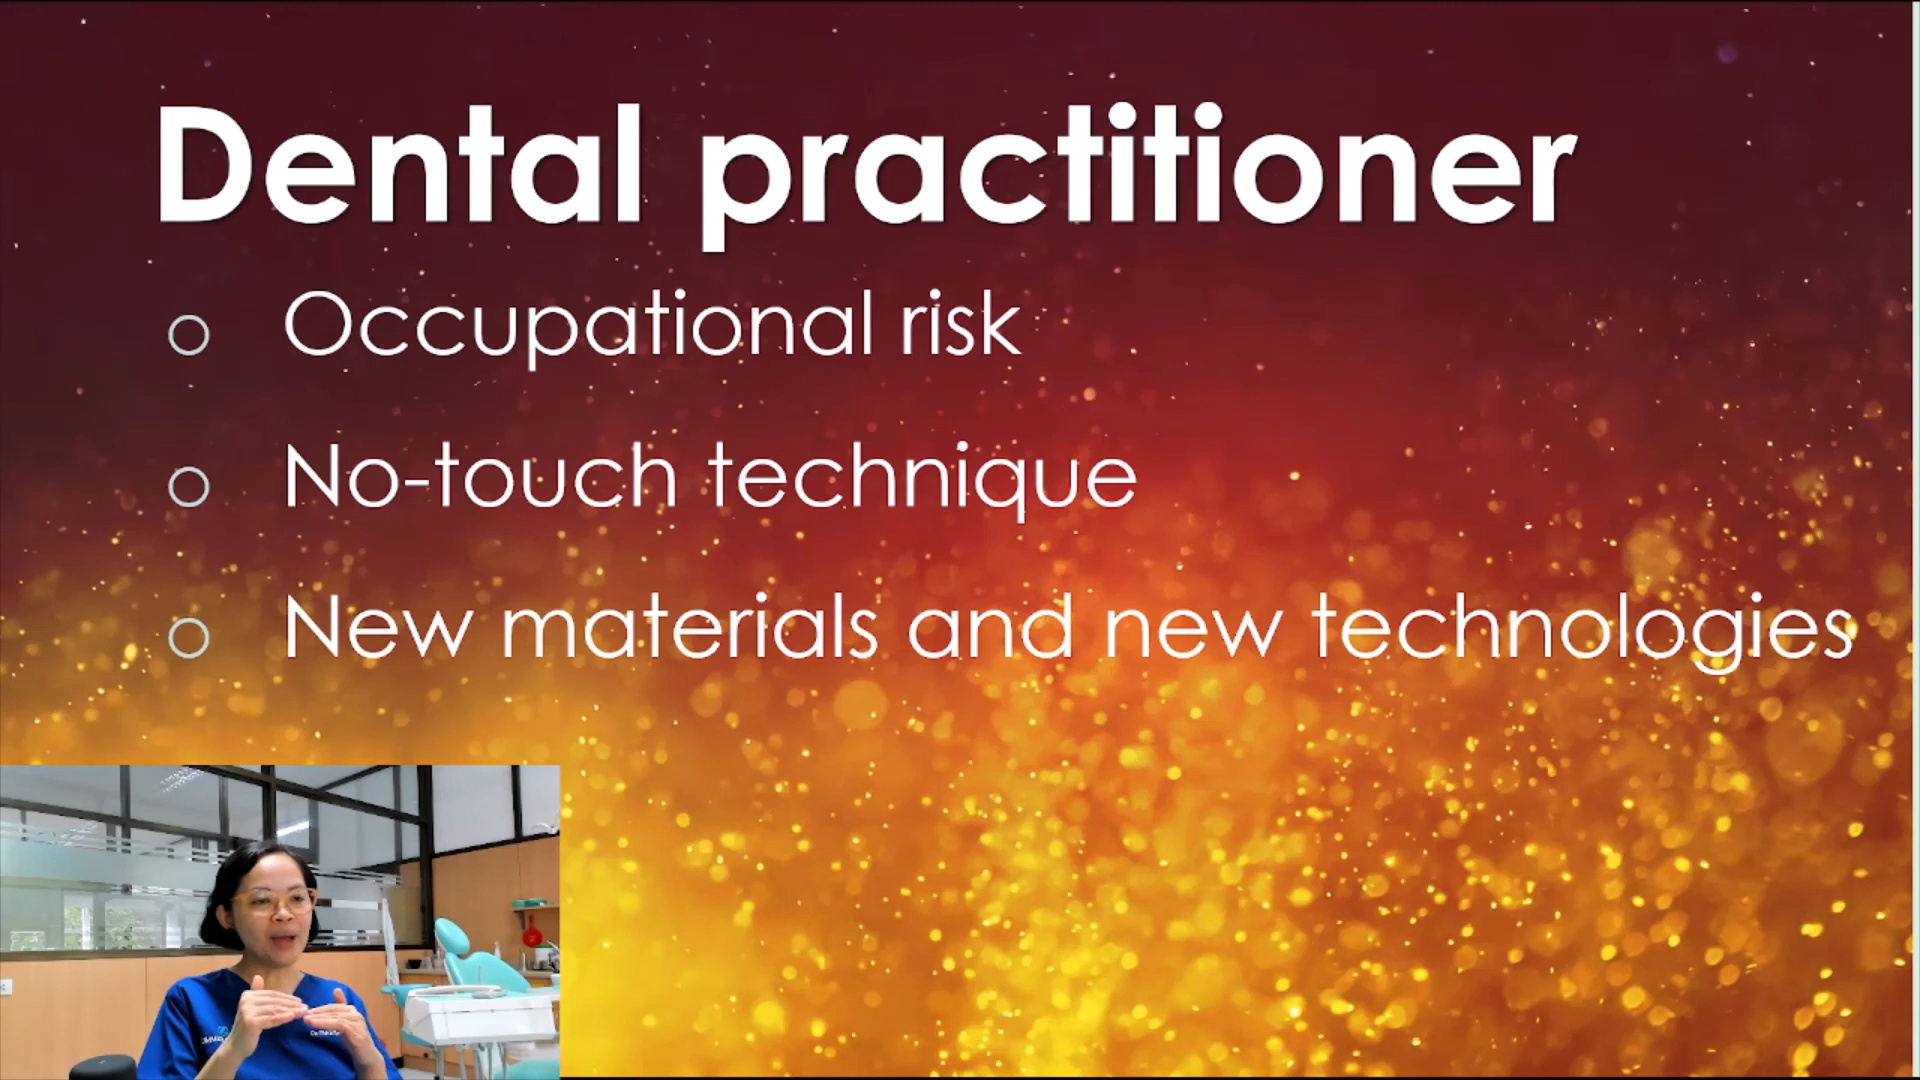 Dental practitioner
Occupational risk
No-touch technique
New materials and new technologies